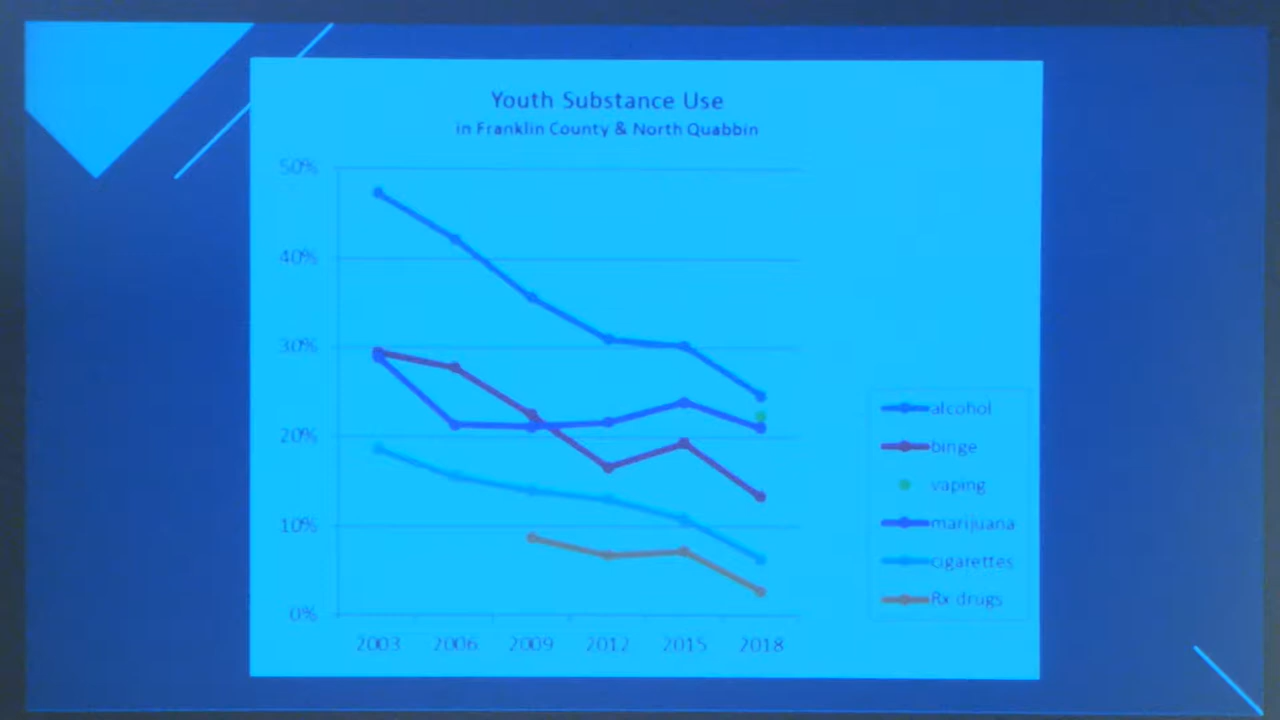 Youth Substance Use
in Franklin County & North Quabbin
50%
40%
30%
20%
10%
0%
2003 2006 2009 2012 2015 2018
alcohol
binge
vaping
marijuana
cigarettes
Rx drugs